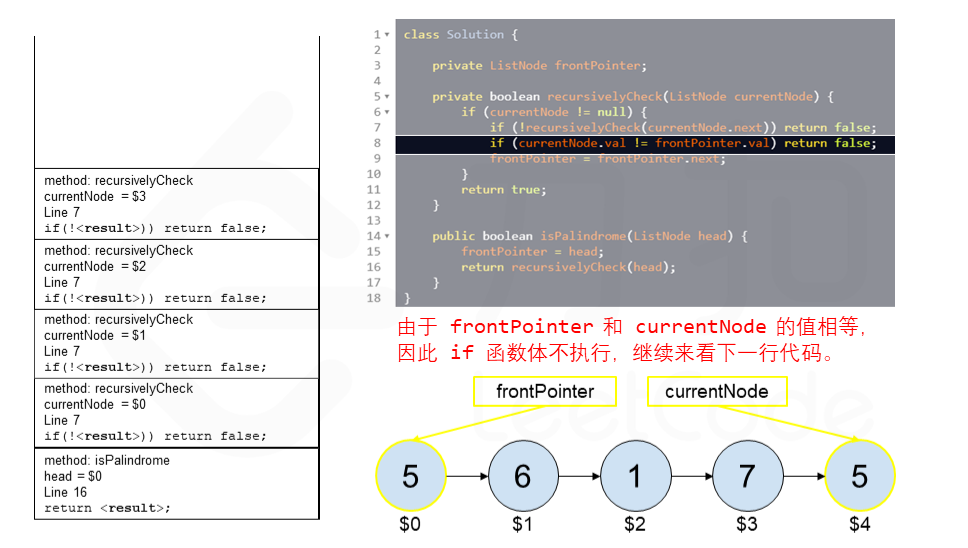 method: recursivelyCheck
currentNode = $3
Line 7
if(!<result>)) return false;
method: recursivelyCheck
currentNode = $2
Line 7
if(!<result>)) return false;
method: recursivelyCheck
currentNode = $1
Line 7
if(!<result>)) return false;
method: recursivelyCheck
currentNode = $0
Line 7
if(!<result>)) return false;
method: isPalindrome
head = $0
Line 16
return <result>;
1 class Solution {
2
3     private ListNode frontPointer;
4
5     private boolean recursivelyCheck(ListNode currentNode) {
6         if (currentNode != null) {
7             if (!recursivelyCheck(currentNode.next)) return false;
8             if (currentNode.val != frontPointer.val) return false;
9             frontPointer = frontPointer.next;
10         }
11         return true;
12     }
13
14     public boolean isPalindrome(ListNode head) {
15         frontPointer = head;
16         return recursivelyCheck(head);
17     }
18 }
由于 frontPointer 和 currentNode 的值相等,
因此 if 函数体不执行, 继续来看下一行代码。
frontPointer currentNode
5 6 1 7 5
$0 $1 $2 $3 $4
LeetCode